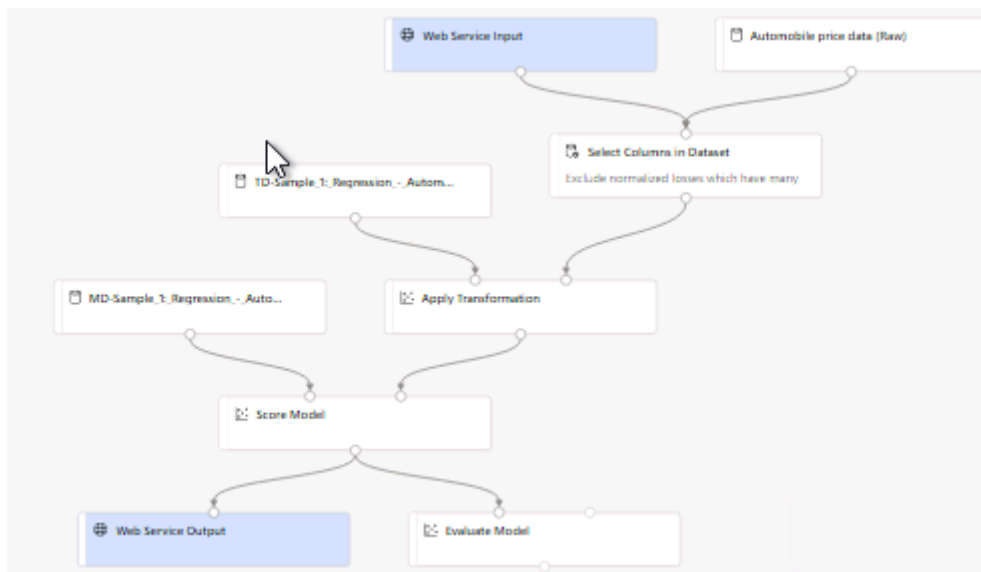 Web Service Input
Automobile price data (Raw)
Select Columns in Dataset
Exclude normalized losses which have many
TD-Sample_1:_Regression_-_Autom...
MD-Sample_1:_Regression_-_Auto...
Apply Transformation
Score Model
Web Service Output
Evaluate Model